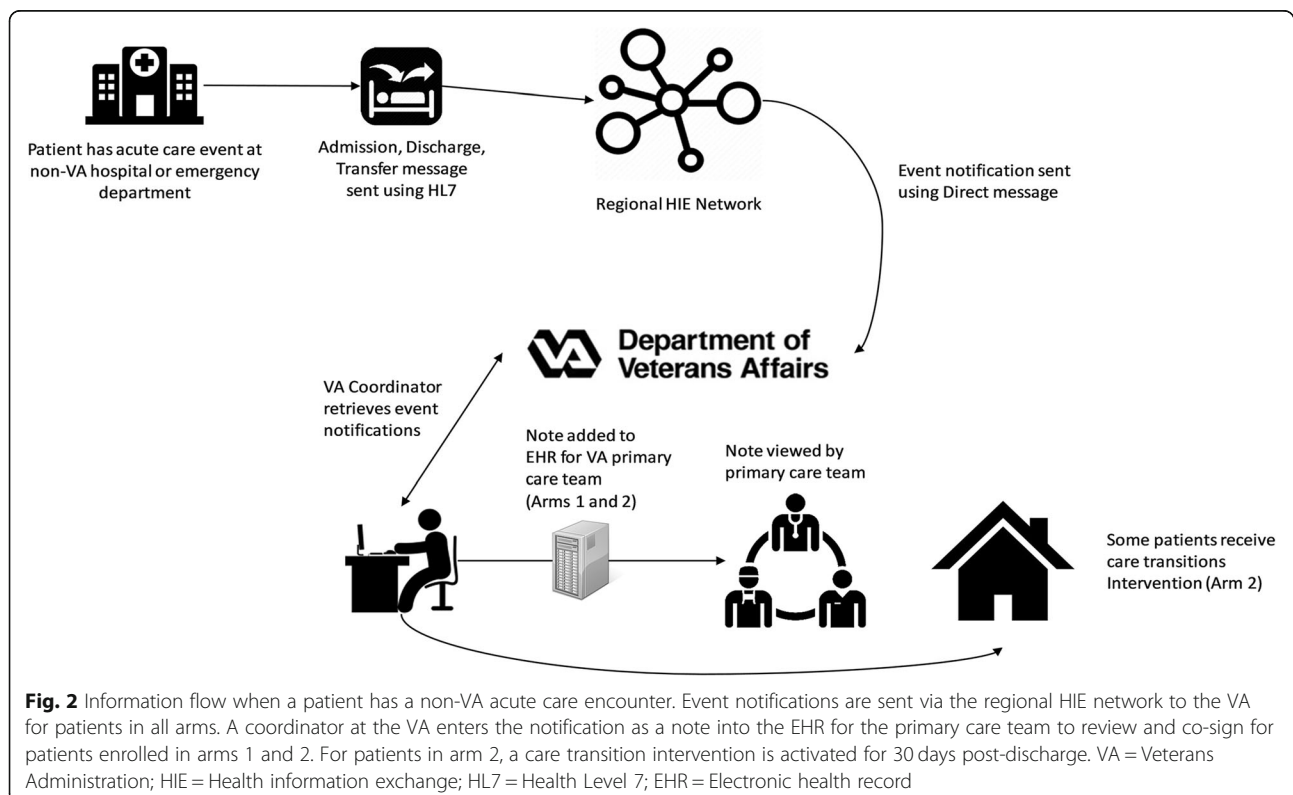 Patient has acute care event at
non-VA hospital or emergency
department
Admission, Discharge,
Transfer message
sent using HL7
Regional HIE Network
Event notification sent
using Direct message
VA
Department of
Veterans Affairs
VA Coordinator
retrieves event
notifications
Note added to
EHR for VA primary
care team
(Arms 1 and 2)
Note viewed by
primary care team
Some patients receive
care transitions
Intervention (Arm 2)
Fig. 2 Information flow when a patient has a non-VA acute care encounter. Event notifications are sent via the regional HIE network to the VA
for patients in all arms. A coordinator at the VA enters the notification as a note into the EHR for the primary care team to review and co-sign for
patients enrolled in arms 1 and 2. For patients in arm 2, a care transition intervention is activated for 30 days post-discharge. VA = Veterans
Administration; HIE = Health information exchange; HL7 = Health Level 7; EHR = Electronic health record